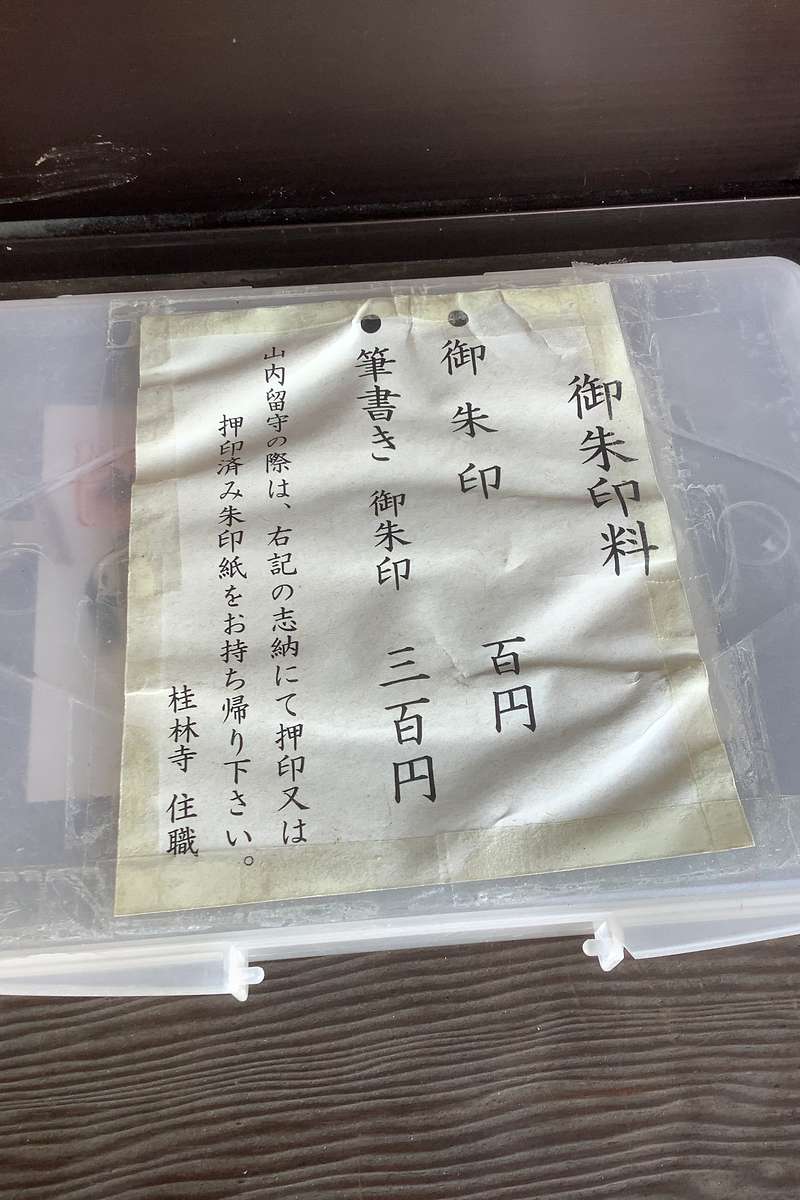 御朱印料
● 御朱印 百円
● 筆書き 御朱印 三百円
山内留守の際は、右記の志納にて押印又は
押印済み朱印紙をお持ち帰り下さい。
桂林寺 住職